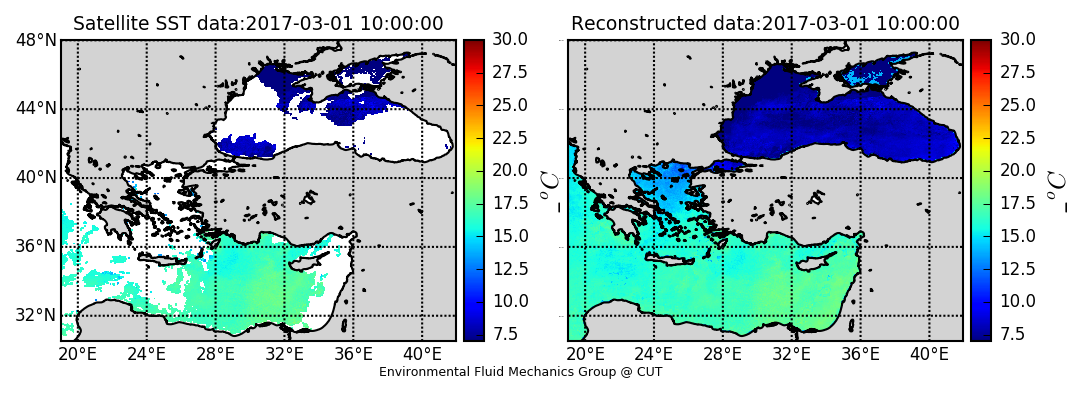 Satellite SST data:2017-03-01 10:00:00
48°N
44°N
40°N
36°N
32°N
20°E 24°E 28°E 32°E 36°E 40°E
30.0
27.5
25.0
22.5
20.0
17.5
15.0
12.5
10.0
7.5
_°C
Reconstructed data:2017-03-01 10:00:00
20°E 24°E 28°E 32°E 36°E 40°E
30.0
27.5
25.0
22.5
20.0
17.5
15.0
12.5
10.0
7.5
_°C
Environmental Fluid Mechanics Group @ CUT